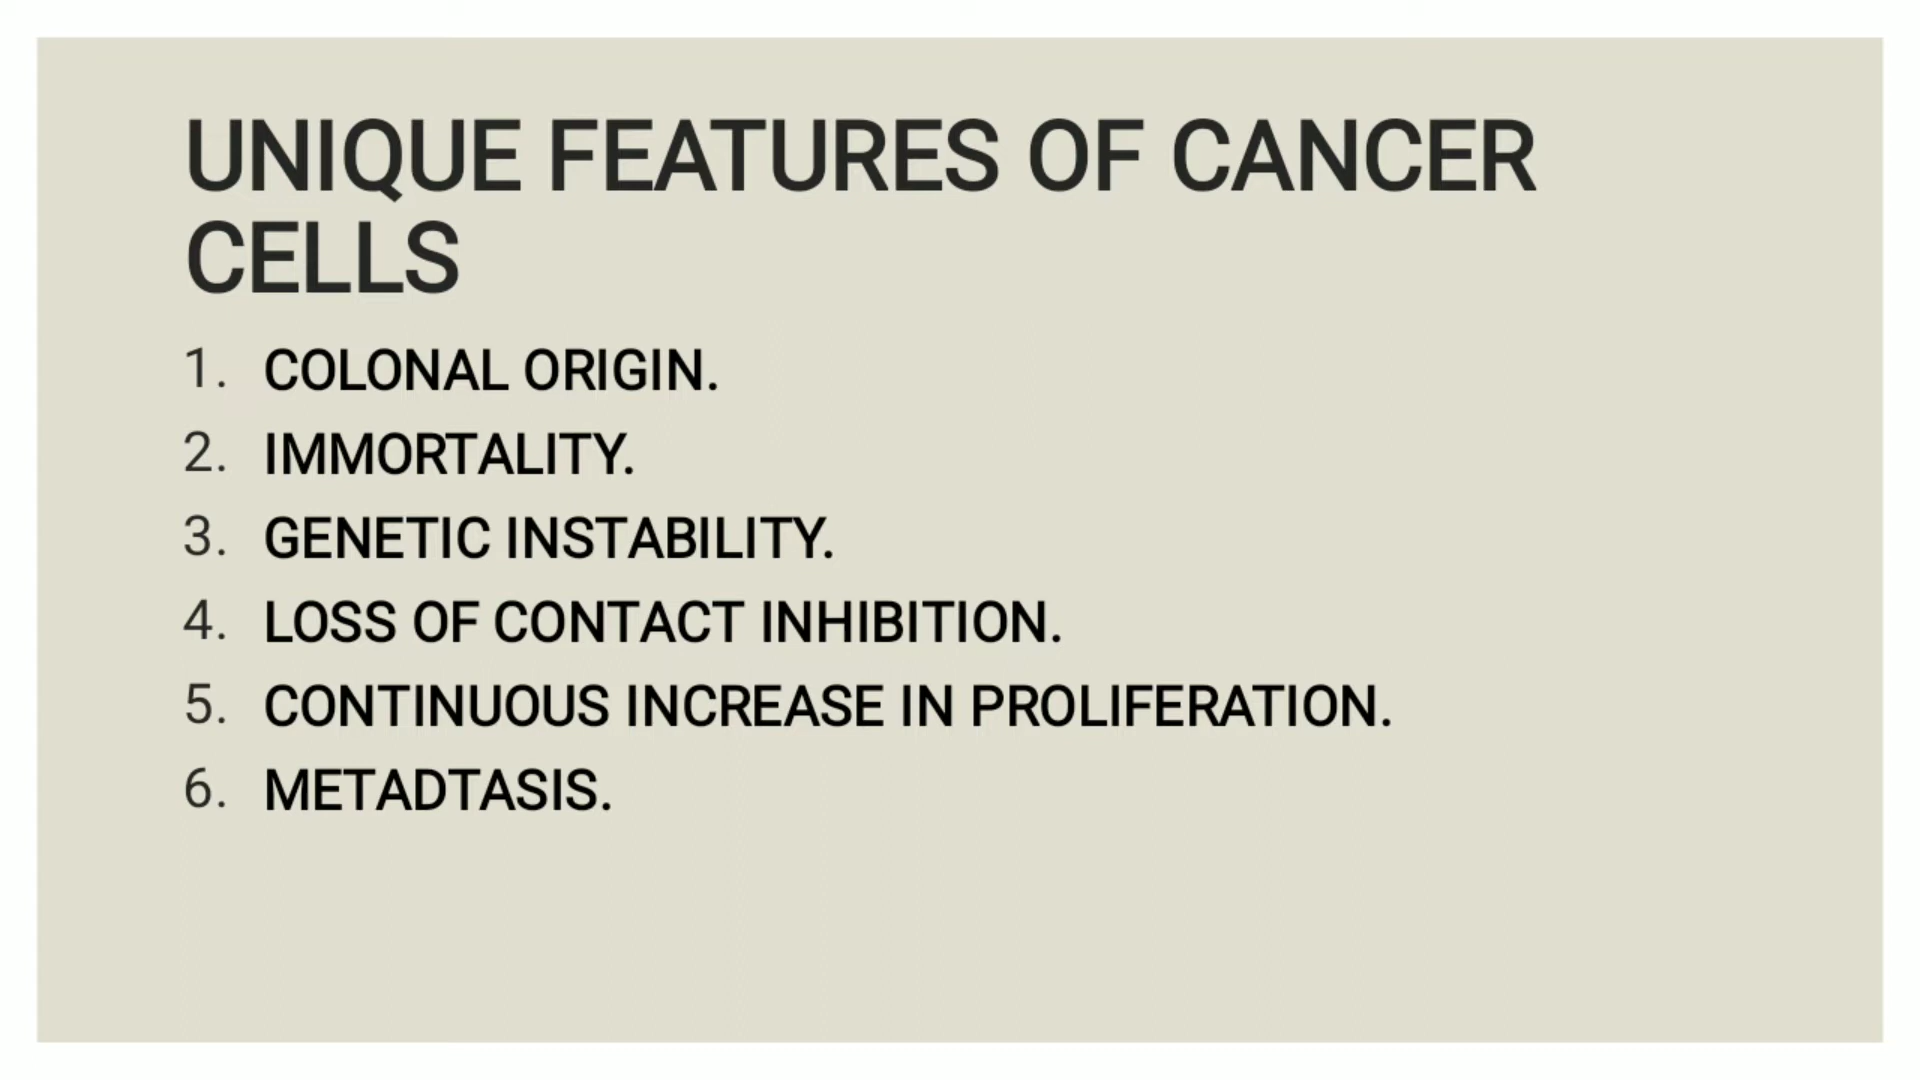 UNIQUE FEATURES OF CANCER
CELLS
1. COLONAL ORIGIN.
2. IMMORTALITY.
3. GENETIC INSTABILITY.
4. LOSS OF CONTACT INHIBITION.
5. CONTINUOUS INCREASE IN PROLIFERATION.
6. METADTASIS.